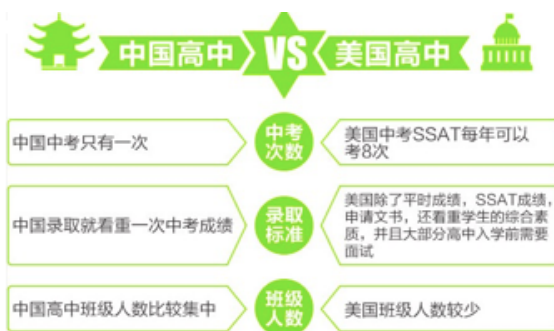 中国高中 VS 美国高中
中国中考只有一次
中考
次数
美国中考SSAT每年可以
考8次
中国录取就看重一次中考成绩
录取
标准
美国除了平时成绩，SSAT成绩，
申请文书，还看重学生的综合素
质，并且大部分高中入学前需要
面试
中国高中班级人数比较集中
班级
人数
美国班级人数较少